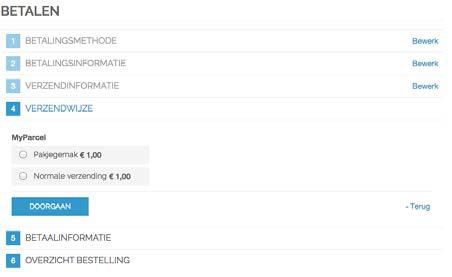 BETALEN
1 BETALINGSMETHODE Bewerk
2 BETALINGSINFORMATIE Bewerk
3 VERZENDINFORMATIE Bewerk
4 VERZENDWIJZE
MyParcel
Pakjegemak € 1,00
Normale verzending € 1,00
DOORGAAN - Terug
5 BETAALINFORMATIE
6 OVERZICHT BESTELLING